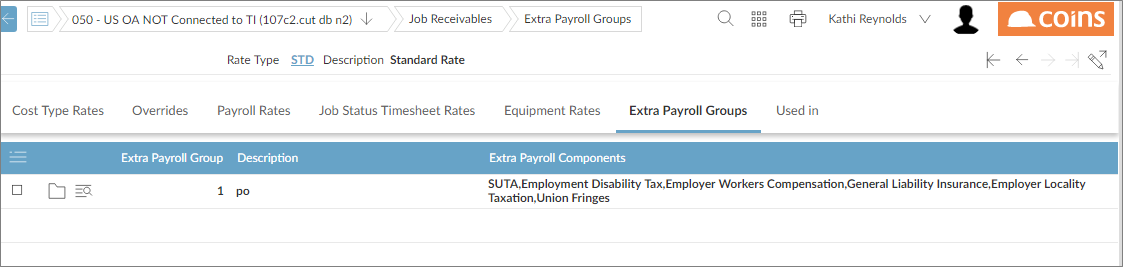 050 - US OA NOT Connected to TI (107c2.cut db n2) Job Receivables Extra Payroll Groups Kathi Reynolds coins
Rate Type STD Description Standard Rate
Cost Type Rates Overrides Payroll Rates Job Status Timesheet Rates Equipment Rates Extra Payroll Groups Used in
Extra Payroll Group Description Extra Payroll Components
1 po SUTA,Employment Disability Tax,Employer Workers Compensation,General Liability Insurance,Employer Locality
Taxation,Union Fringes